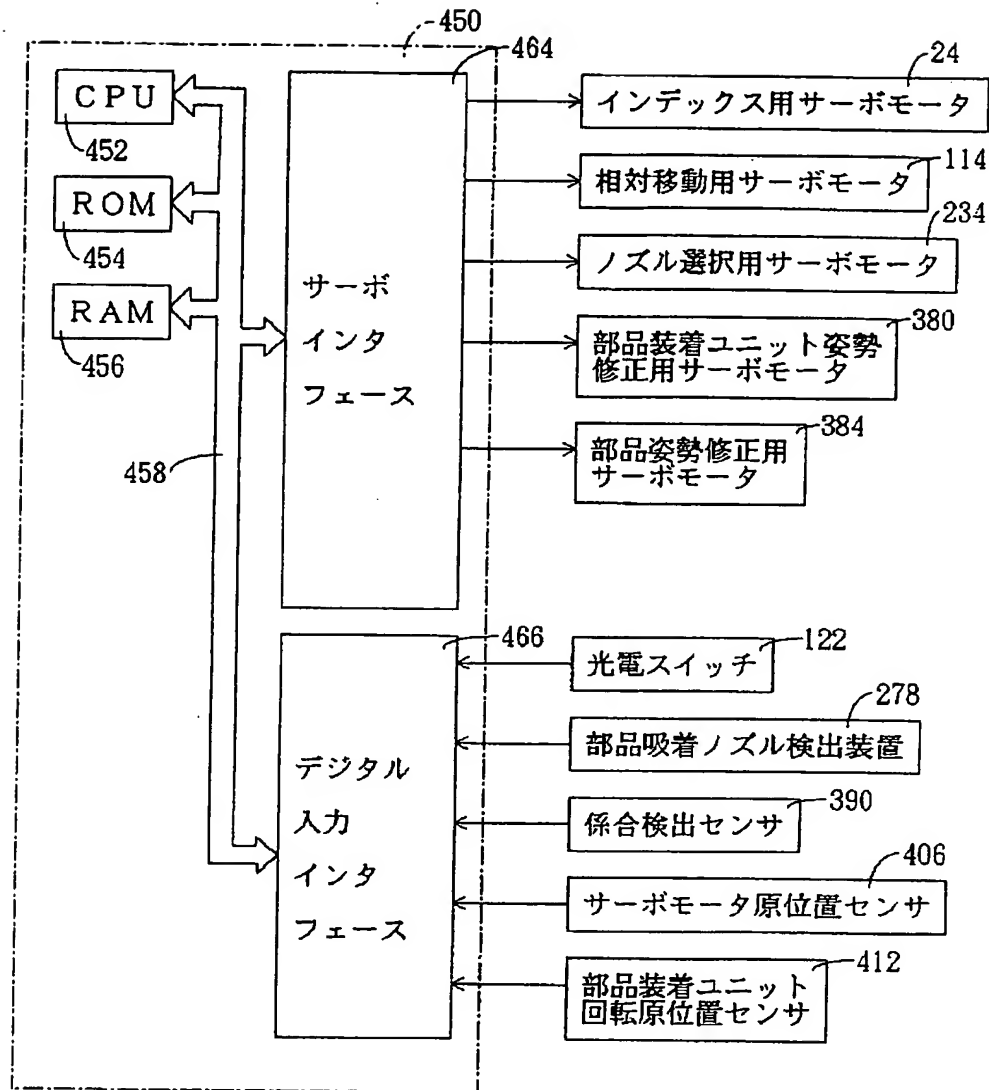 450
464
CPU
452
ROM
454
RAM
456
458
サーボ
インタ
フェース
24
インデックス用サーボモータ
114
相対移動用サーボモータ
234
ノズル選択用サーボモータ
380
部品装着ユニット姿勢
修正用サーボモータ
384
部品姿勢修正用
サーボモータ
466
デジタル
入力
インタ
フェース
122
光電スイッチ
278
部品吸着ノズル検出装置
390
係合検出センサ
406
サーボモータ原位置センサ
412
部品装着ユニット
回転原位置センサ